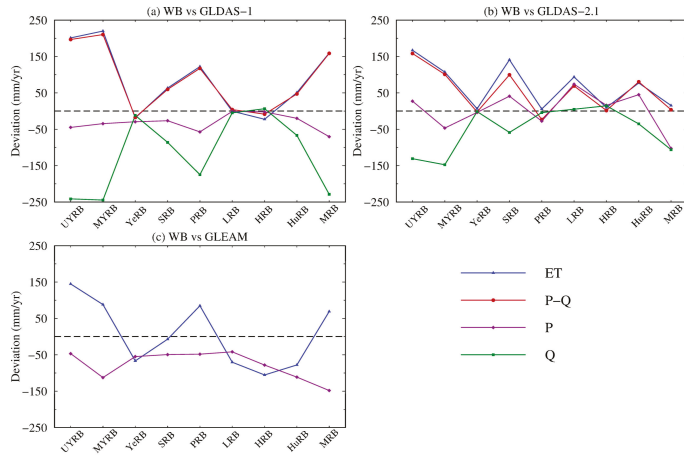 (a) WB vs GLDAS-1
250
150
50
-50
-150
-250
Deviation (mm/yr)
UYRB
MYRB
YeRB
SRB
PRB
LRB
HRB
HuRB
MRB
(b) WB vs GLDAS-2.1
250
150
50
-50
-150
-250
Deviation (mm/yr)
UYRB
MYRB
YeRB
SRB
PRB
LRB
HRB
HuRB
MRB
(c) WB vs GLEAM
250
150
50
-50
-150
-250
Deviation (mm/yr)
UYRB
MYRB
YeRB
SRB
PRB
LRB
HRB
HuRB
MRB
ET
P-Q
P
Q